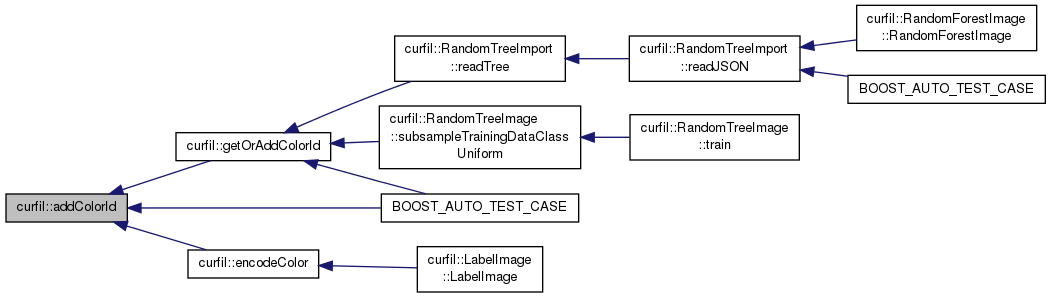 curfil::RandomForestImage
::RandomForestImage
curfil::RandomTreeImport
::readTree
curfil::RandomTreeImport
::readJSON
BOOST_AUTO_TEST_CASE
curfil::RandomTreeImage
::subsampleTrainingDataClass
Uniform
curfil::RandomTreeImage
::train
curfil::getOrAddColorId
curfil::addColorId
BOOST_AUTO_TEST_CASE
curfil::encodeColor
curfil::LabelImage
::LabelImage